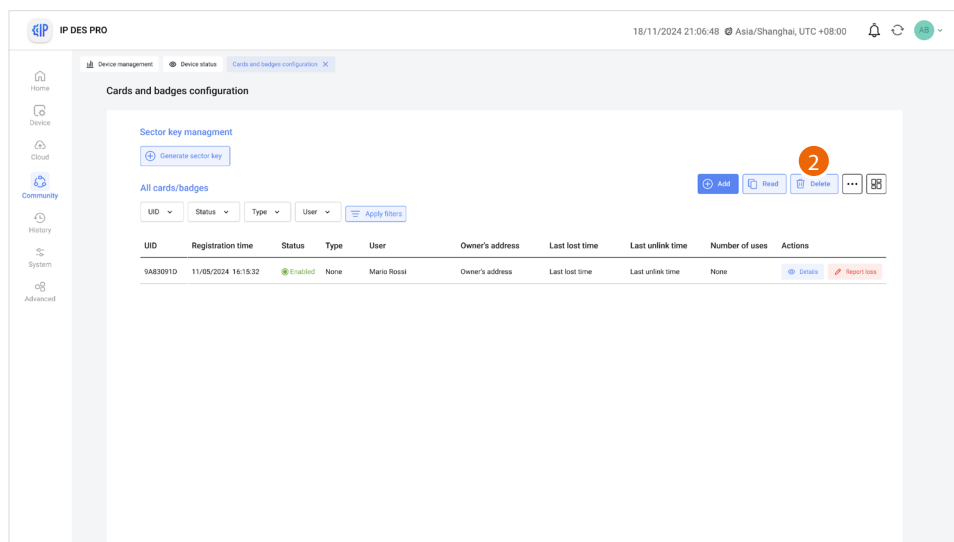 IP IP DES PRO
18/11/2024 21:06:48 Asia/Shanghai, UTC +08:00
AB
Device management Device status Cards and badges configuration
Home
Device
Cloud
Community
History
System
Advanced
Cards and badges configuration
Sector key managment
Generate sector key
2
All cards/badges
Add Read Delete
UID Status Type User Apply filters
UID Registration time Status Type User Owner's address Last lost time Last unlink time Number of uses Actions
9A83091D 11/05/2024 16:15:32 Enabled None Mario Rossi Owner's address Last lost time Last unlink time None Details Report loss